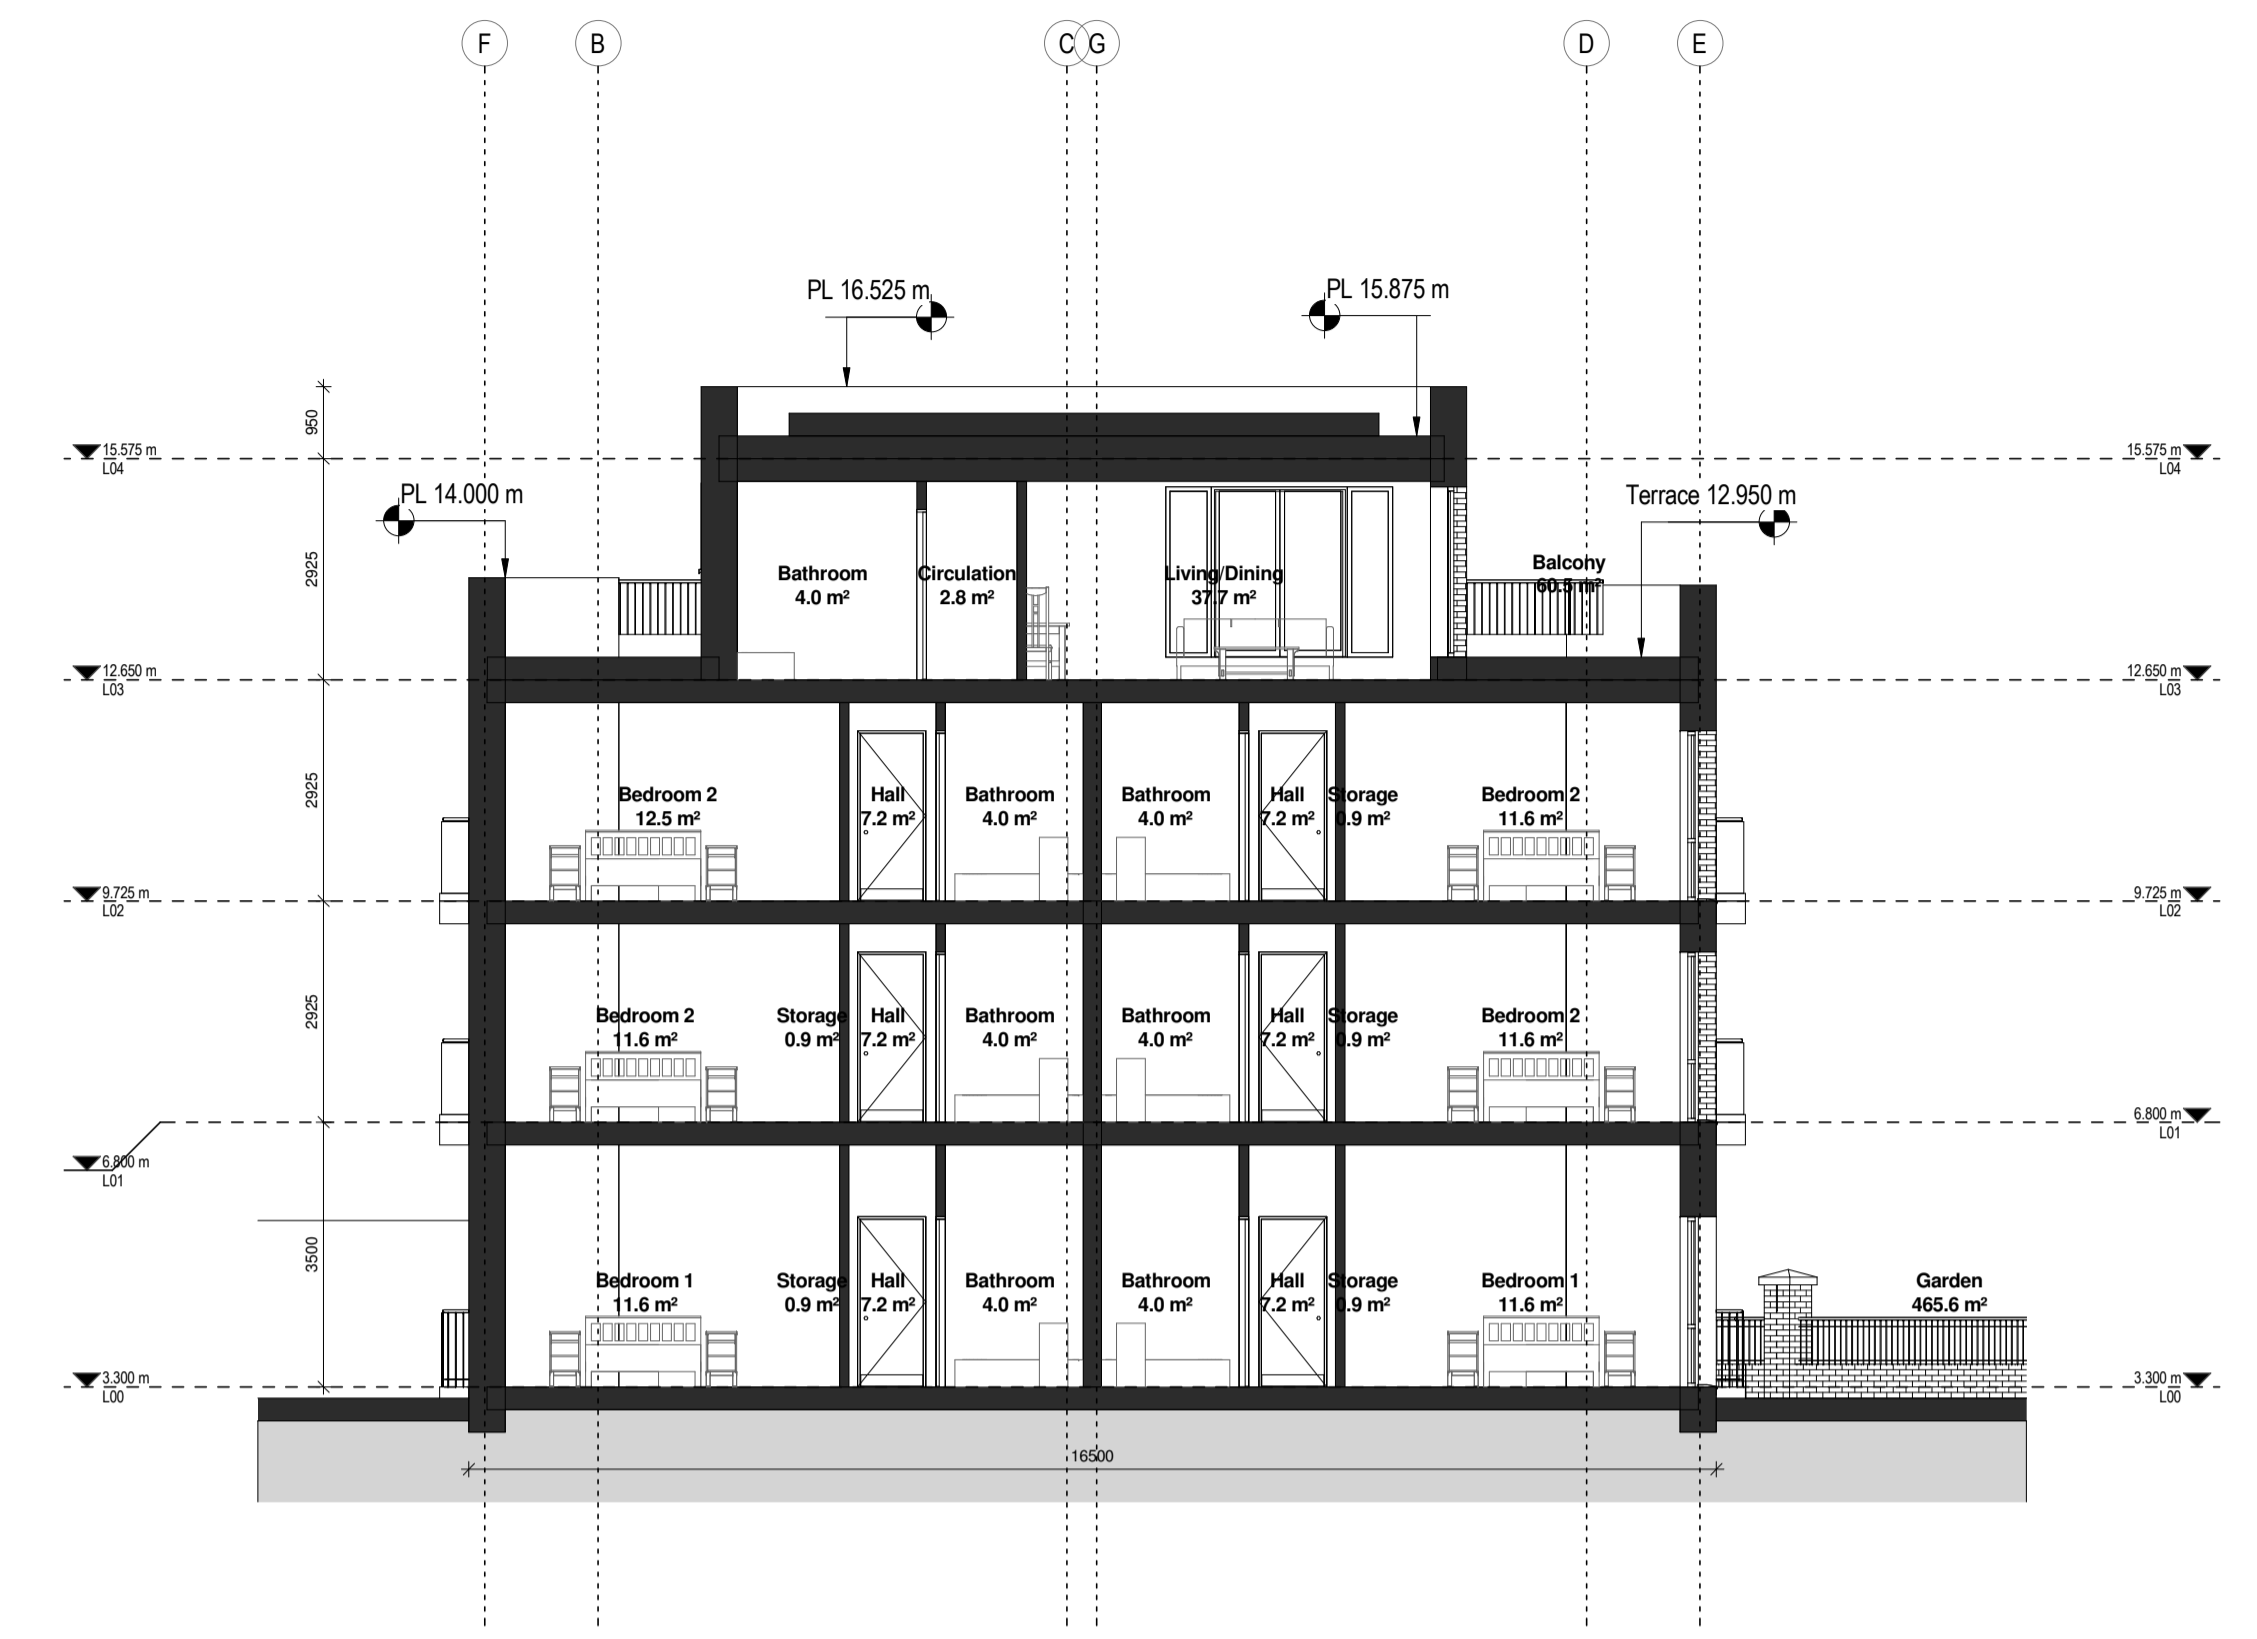 F
B
C
G
D
E
PL 16.525 m
PL 15.875 m
950
15.575 m
L04
15.575 m
L04
PL 14.000 m
Terrace 12.950 m
2925
Bathroom
4.0 m²
Circulation
2.8 m²
Living/Dining
37.7 m²
Balcony
60.5 m²
12.650 m
L03
12.650 m
L03
2925
Bedroom 2
12.5 m²
Hall
7.2 m²
Bathroom
4.0 m²
Bathroom
4.0 m²
Hall
7.2 m²
Storage
0.9 m²
Bedroom 2
11.6 m²
9.725 m
L02
9.725 m
L02
2925
Bedroom 2
11.6 m²
Storage
0.9 m²
Hall
7.2 m²
Bathroom
4.0 m²
Bathroom
4.0 m²
Hall
7.2 m²
Storage
0.9 m²
Bedroom 2
11.6 m²
6.800 m
L01
6.800 m
L01
3500
Bedroom 1
11.6 m²
Storage
0.9 m²
Hall
7.2 m²
Bathroom
4.0 m²
Bathroom
4.0 m²
Hall
7.2 m²
Storage
0.9 m²
Bedroom 1
11.6 m²
Garden
465.6 m²
3.300 m
L00
3.300 m
L00
16500